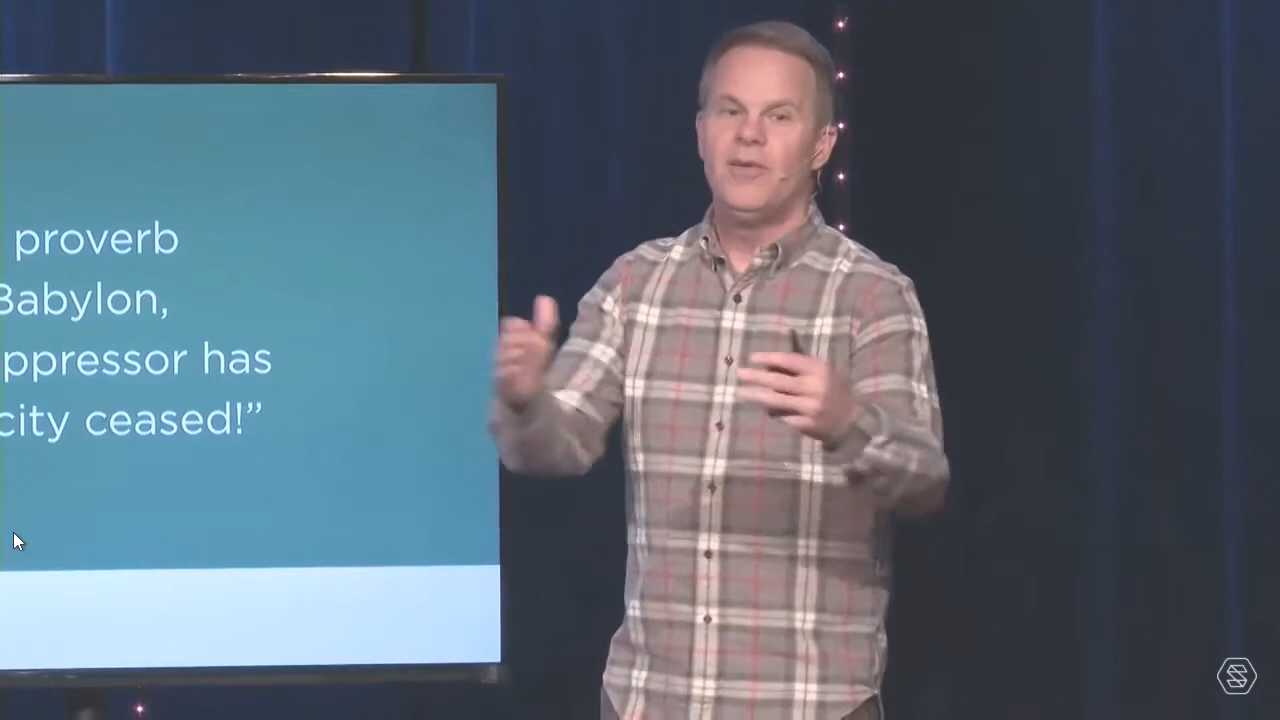 proverb
Babylon,
ppressor has
city ceased!”